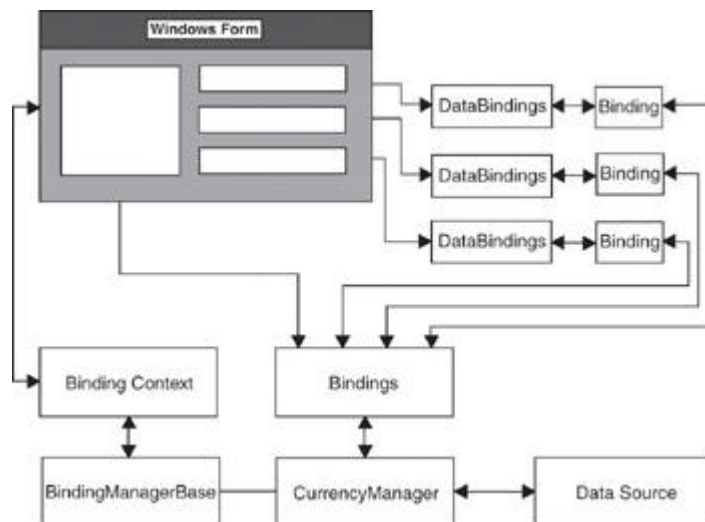 Windows Form
DataBindings
Binding
DataBindings
Binding
DataBindings
Binding
Binding Context
Bindings
BindingManagerBase
CurrencyManager
Data Source